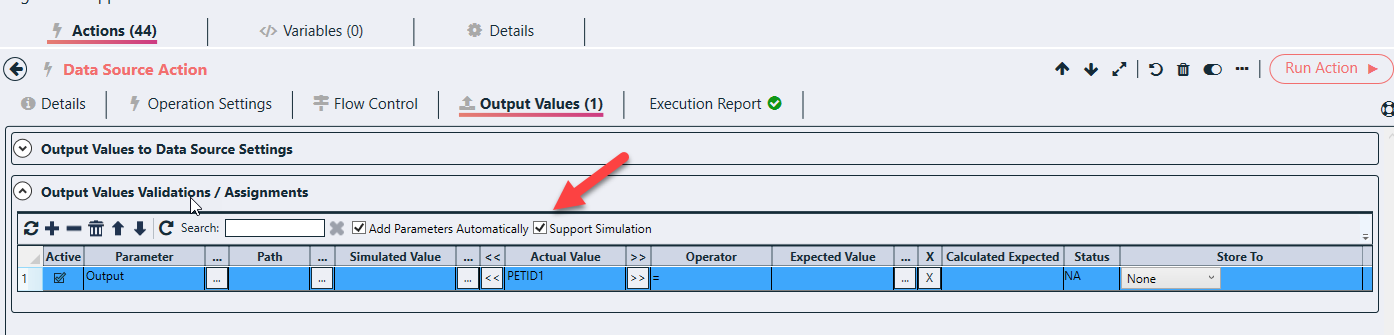 Actions (44)
</> Variables (0)
Details
Data Source Action
Run Action
Details
Operation Settings
Flow Control
Output Values (1)
Execution Report
Output Values to Data Source Settings
Output Values Validations / Assignments
Search:
Add Parameters Automatically
Support Simulation
Active Parameter ... Path ... Simulated Value ... << Actual Value >> Operator Expected Value ... X Calculated Expected Status Store To
1 Output ... ... ... << PETID1 >> = ... X NA None